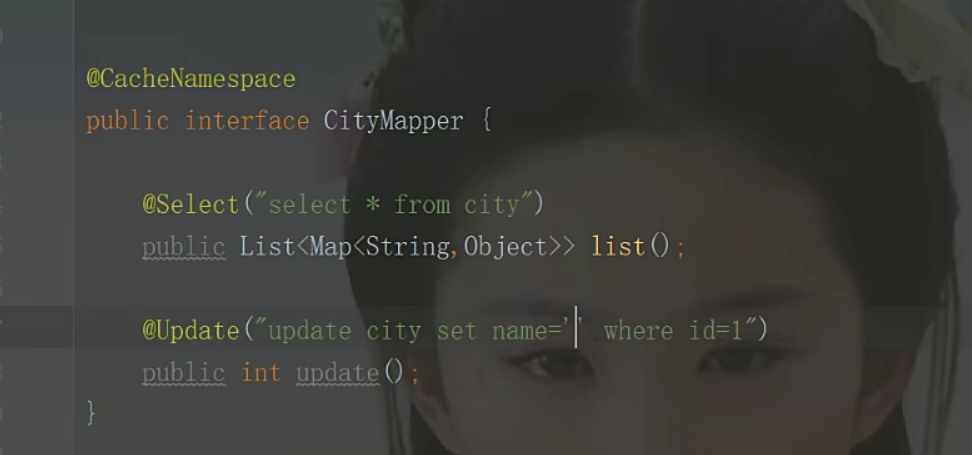 @CacheNamespace
public interface CityMapper {
@Select("select * from city")
public List<Map<String,Object>> list();
@Update("update city set name='' where id=1")
public int update();
}